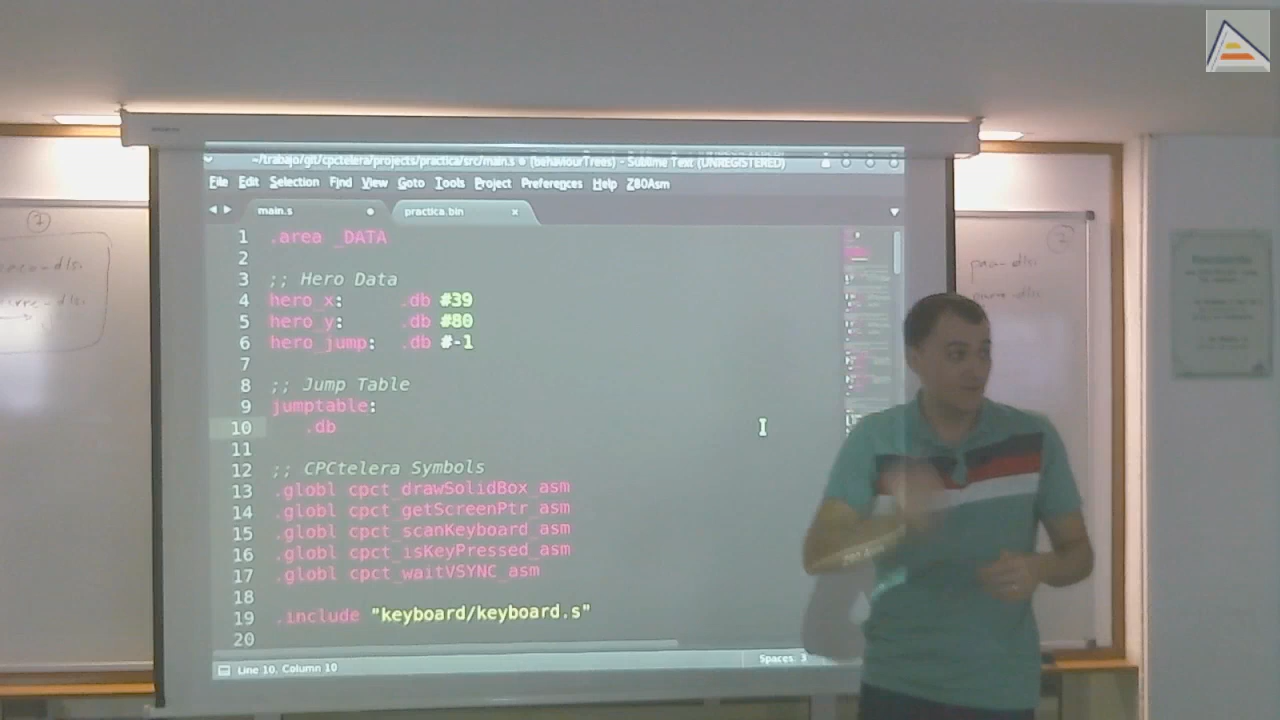 ~/trabajo/git/cpctelera/projects/practica/src/main.s • (behaviourTrees) - Sublime Text (UNREGISTERED)
File Edit Selection Find View Goto Tools Project Preferences Help Z80Asm
main.s practica.bin
1 .area _DATA
2
3 ;; Hero Data
4 hero_x: .db #39
5 hero_y: .db #80
6 hero_jump: .db #-1
7
8 ;; Jump Table
9 jumptable:
10 .db
11
12 ;; CPCtelera Symbols
13 .globl cpct_drawSolidBox_asm
14 .globl cpct_getScreenPtr_asm
15 .globl cpct_scanKeyboard_asm
16 .globl cpct_isKeyPressed_asm
17 .globl cpct_waitVSYNC_asm
18
19 .include "keyboard/keyboard.s"
20
Line 10, Column 10
Spaces: 3